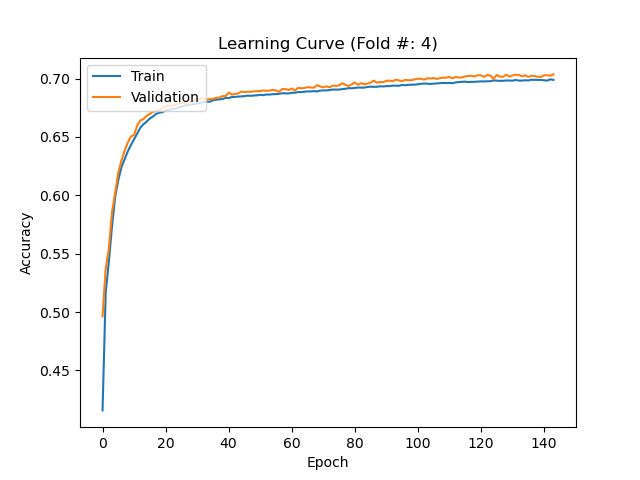 Learning Curve (Fold #: 4)
Train
Validation
0.70
0.65
0.60
0.55
0.50
0.45
Accuracy
0 20 40 60 80 100 120 140
Epoch